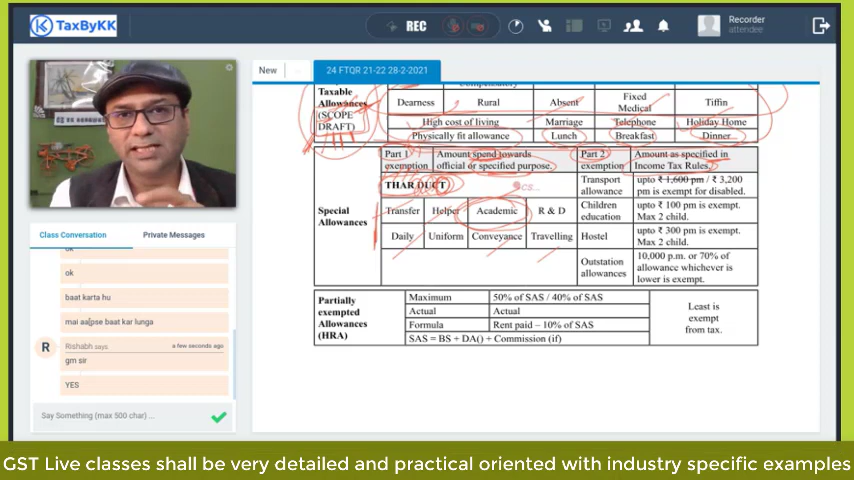 TaxByKK
REC
Recorder
attendee
New
24 FTQR 21-22 28-2-2021
Taxable
Allowances
(SCOPE
DRAFT)
Compensatory
Dearness
Rural
Absent
Fixed
Medical
Tiffin
High cost of living
Marriage
Telephone
Holiday Home
Physically fit allowance
Lunch
Breakfast
Dinner
Special
Allowances
Part 1
exemption
Amount spend towards
official or specified purpose.
Part 2
exemption
Amount as specified in
Income Tax Rules.
THAR DUCT
Transport
allowance
upto ₹ 1,600 pm / ₹ 3,200
pm is exempt for disabled.
Transfer
Helper
Academic
R & D
Children
education
upto ₹ 100 pm is exempt.
Max 2 child.
Daily
Uniform
Conveyance
Travelling
Hostel
upto ₹ 300 pm is exempt.
Max 2 child.
Outstation
allowances
10,000 p.m. or 70% of
allowance whichever is
lower is exempt.
Partially
exempted
Allowances
(HRA)
Maximum
50% of SAS / 40% of SAS
Actual
Actual
Formula
Rent paid – 10% of SAS
SAS = BS + DA() + Commission (if)
Least is
exempt
from tax.
Class Conversation
Private Messages
ok
ok
baat karta hu
mai aapse baat kar lunga
R
Rishabh says
a few seconds ago
gm sir
YES
Say Something (max 500 char) ...
GST Live classes shall be very detailed and practical oriented with industry specific examples